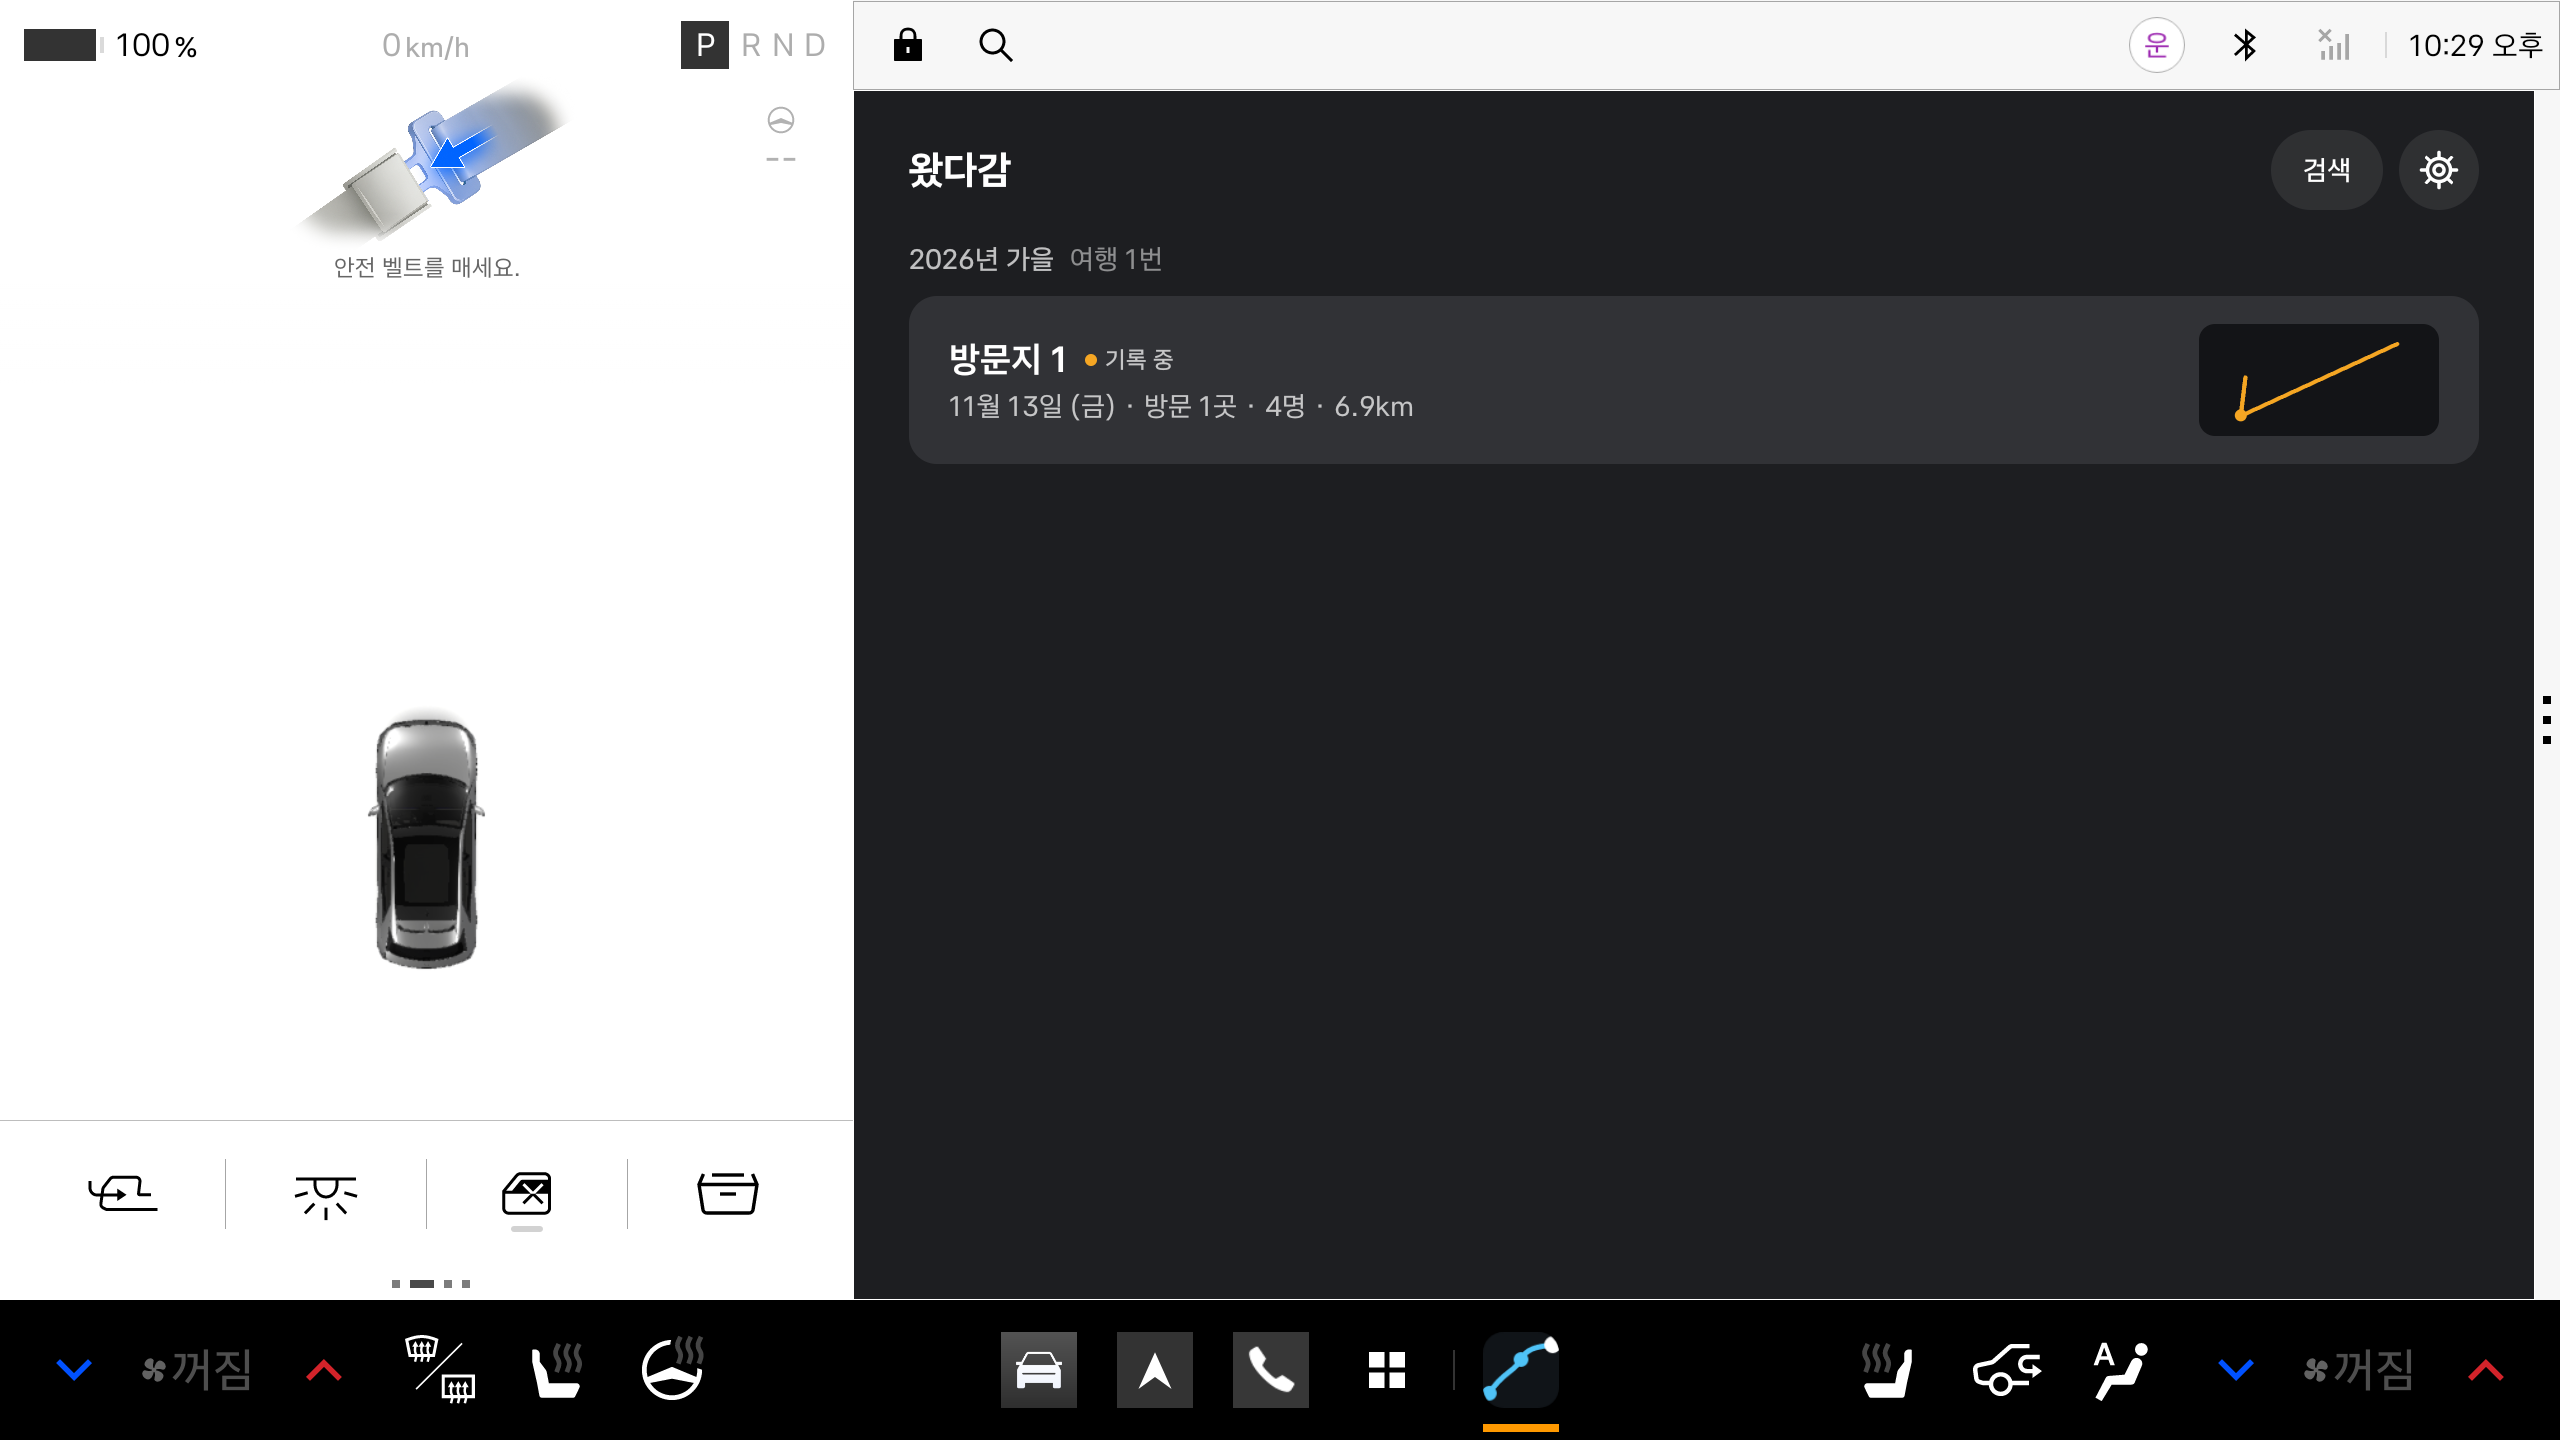 100%
0 km/h
P R N D
운
10:29 오후
--
안전 벨트를 매세요.
왔다감
검색
2026년 가을 여행 1번
방문지 1 기록 중
11월 13일 (금) · 방문 1곳 · 4명 · 6.9km
꺼짐
A
꺼짐